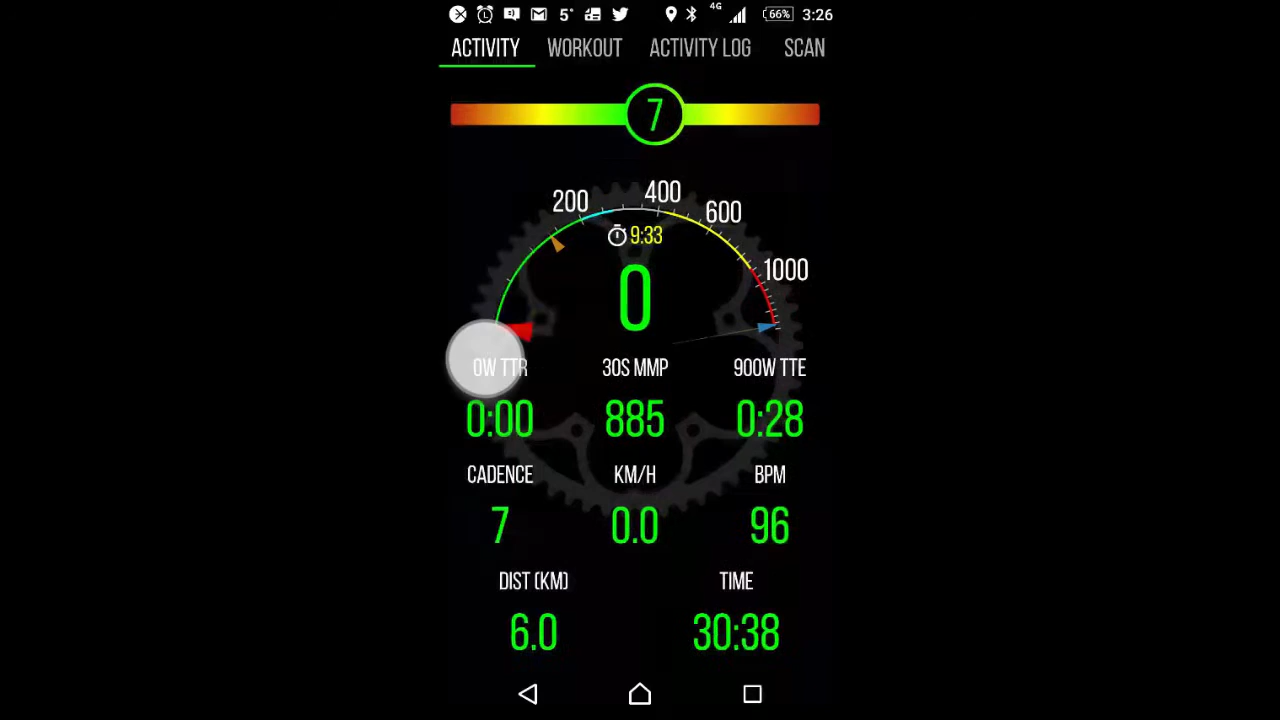 5° 4G 66% 3:26
ACTIVITY WORKOUT ACTIVITY LOG SCAN
7
200 400 600 1000
9:33
0
0W TTR 30S MMP 900W TTE
0:00 885 0:28
CADENCE KM/H BPM
7 0.0 96
DIST (KM) TIME
6.0 30:38